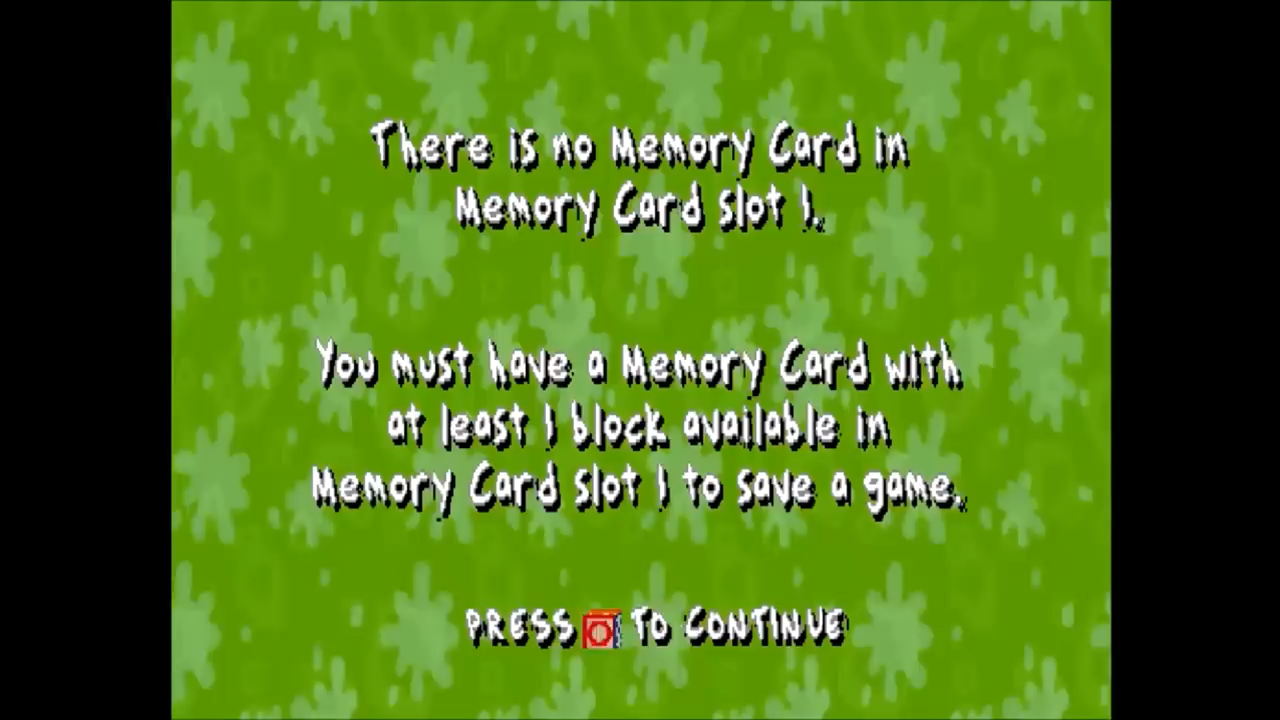 There is no Memory Card in
Memory Card slot 1.
You must have a Memory Card with
at least 1 block available in
Memory Card slot 1 to save a game.
PRESS O TO CONTINUE